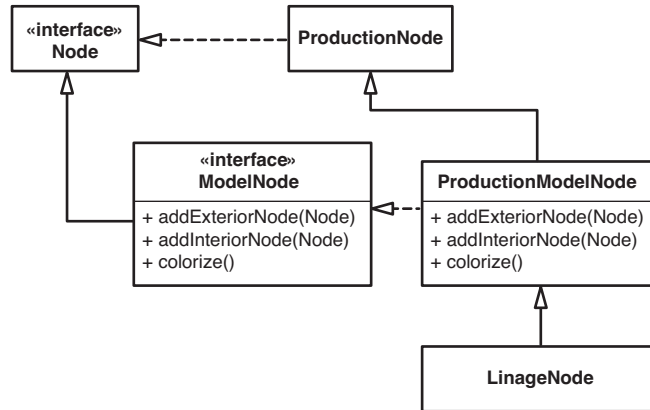 «interface»
Node
ProductionNode
«interface»
ModelNode
+ addExteriorNode(Node)
+ addInteriorNode(Node)
+ colorize()
ProductionModelNode
+ addExteriorNode(Node)
+ addInteriorNode(Node)
+ colorize()
LinageNode